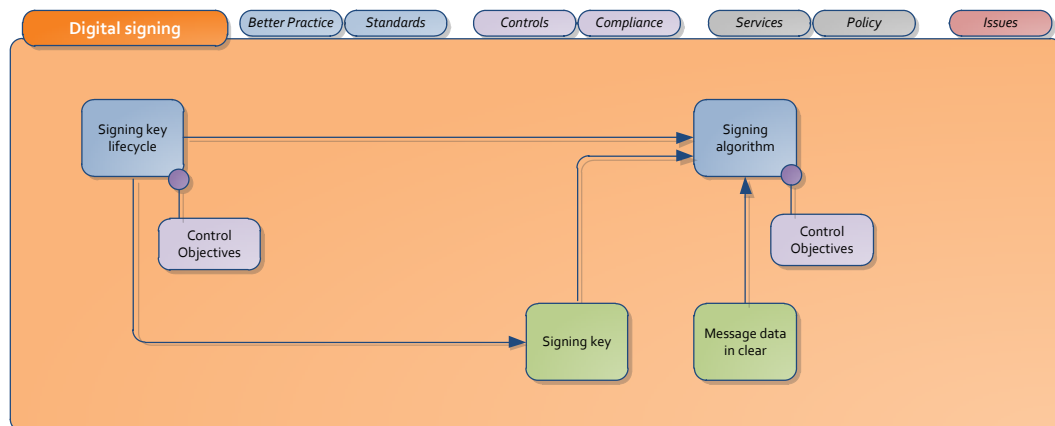 Digital signing
Better Practice
Standards
Controls
Compliance
Services
Policy
Issues
Signing key
lifecycle
Signing
algorithm
Control
Objectives
Control
Objectives
Signing key
Message data
in clear